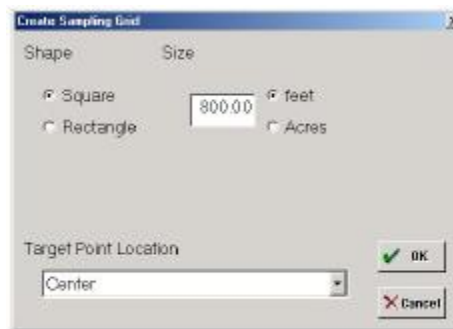 Create Sampling Grid
Shape Size
Square 800.00 feet
Rectangle Acres
Target Point Location
Center
OK
Cancel